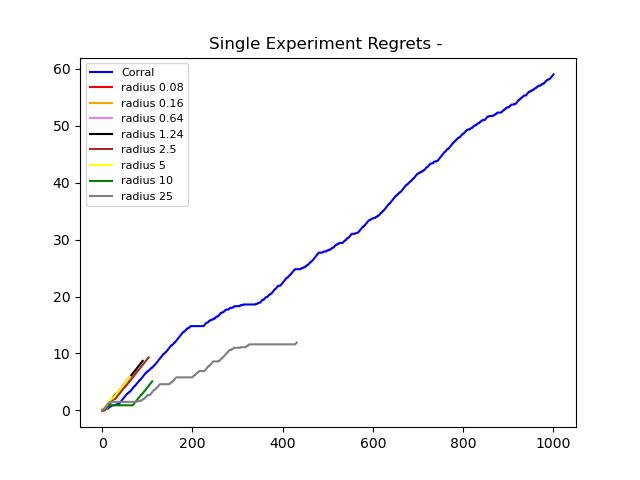 Single Experiment Regrets -
60
50
40
30
20
10
0
Corral
radius 0.08
radius 0.16
radius 0.64
radius 1.24
radius 2.5
radius 5
radius 10
radius 25
0 200 400 600 800 1000